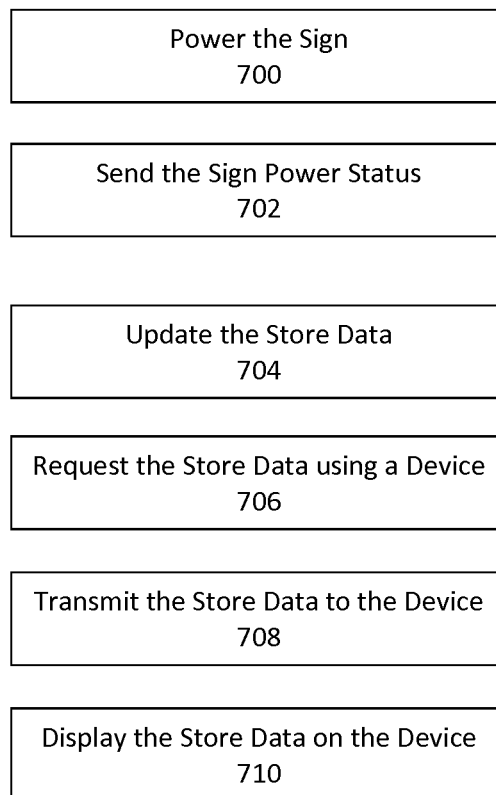 Power the Sign
700
Send the Sign Power Status
702
Update the Store Data
704
Request the Store Data using a Device
706
Transmit the Store Data to the Device
708
Display the Store Data on the Device
710